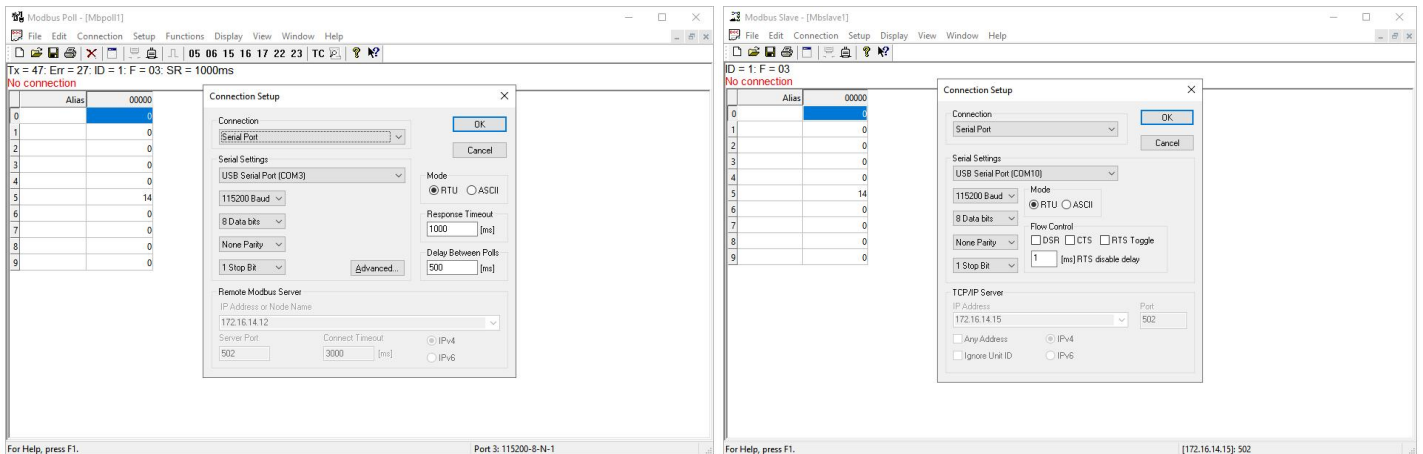 Modbus Poll - [Mbpoll1]
File Edit Connection Setup Functions Display View Window Help
05 06 15 16 17 22 23 TC
Tx = 47: Err = 27: ID = 1: F = 03: SR = 1000ms
No connection
Alias 00000
0 0
1 0
2 0
3 0
4 0
5 14
6 0
7 0
8 0
9 0
Connection Setup
Connection
Serial Port
OK
Cancel
Serial Settings
USB Serial Port (COM3)
115200 Baud
8 Data bits
None Parity
1 Stop Bit
Advanced...
Mode
RTU ASCII
Response Timeout
1000 [ms]
Delay Between Polls
500 [ms]
Remote Modbus Server
IP Address or Node Name
172.16.14.12
Server Port Connect Timeout
502 3000 [ms]
IPv4
IPv6
For Help, press F1.
Port 3: 115200-8-N-1
Modbus Slave - [Mbslave1]
File Edit Connection Setup Display View Window Help
ID = 1: F = 03
No connection
Alias 00000
0 0
1 0
2 0
3 0
4 0
5 14
6 0
7 0
8 0
9 0
Connection Setup
Connection
Serial Port
OK
Cancel
Serial Settings
USB Serial Port (COM10)
115200 Baud
8 Data bits
None Parity
1 Stop Bit
Mode
RTU ASCII
Flow Control
DSR CTS RTS Toggle
1 [ms] RTS disable delay
TCP/IP Server
IP Address Port
172.16.14.15 502
Any Address IPv4
Ignore Unit ID IPv6
For Help, press F1.
[172.16.14.15]: 502